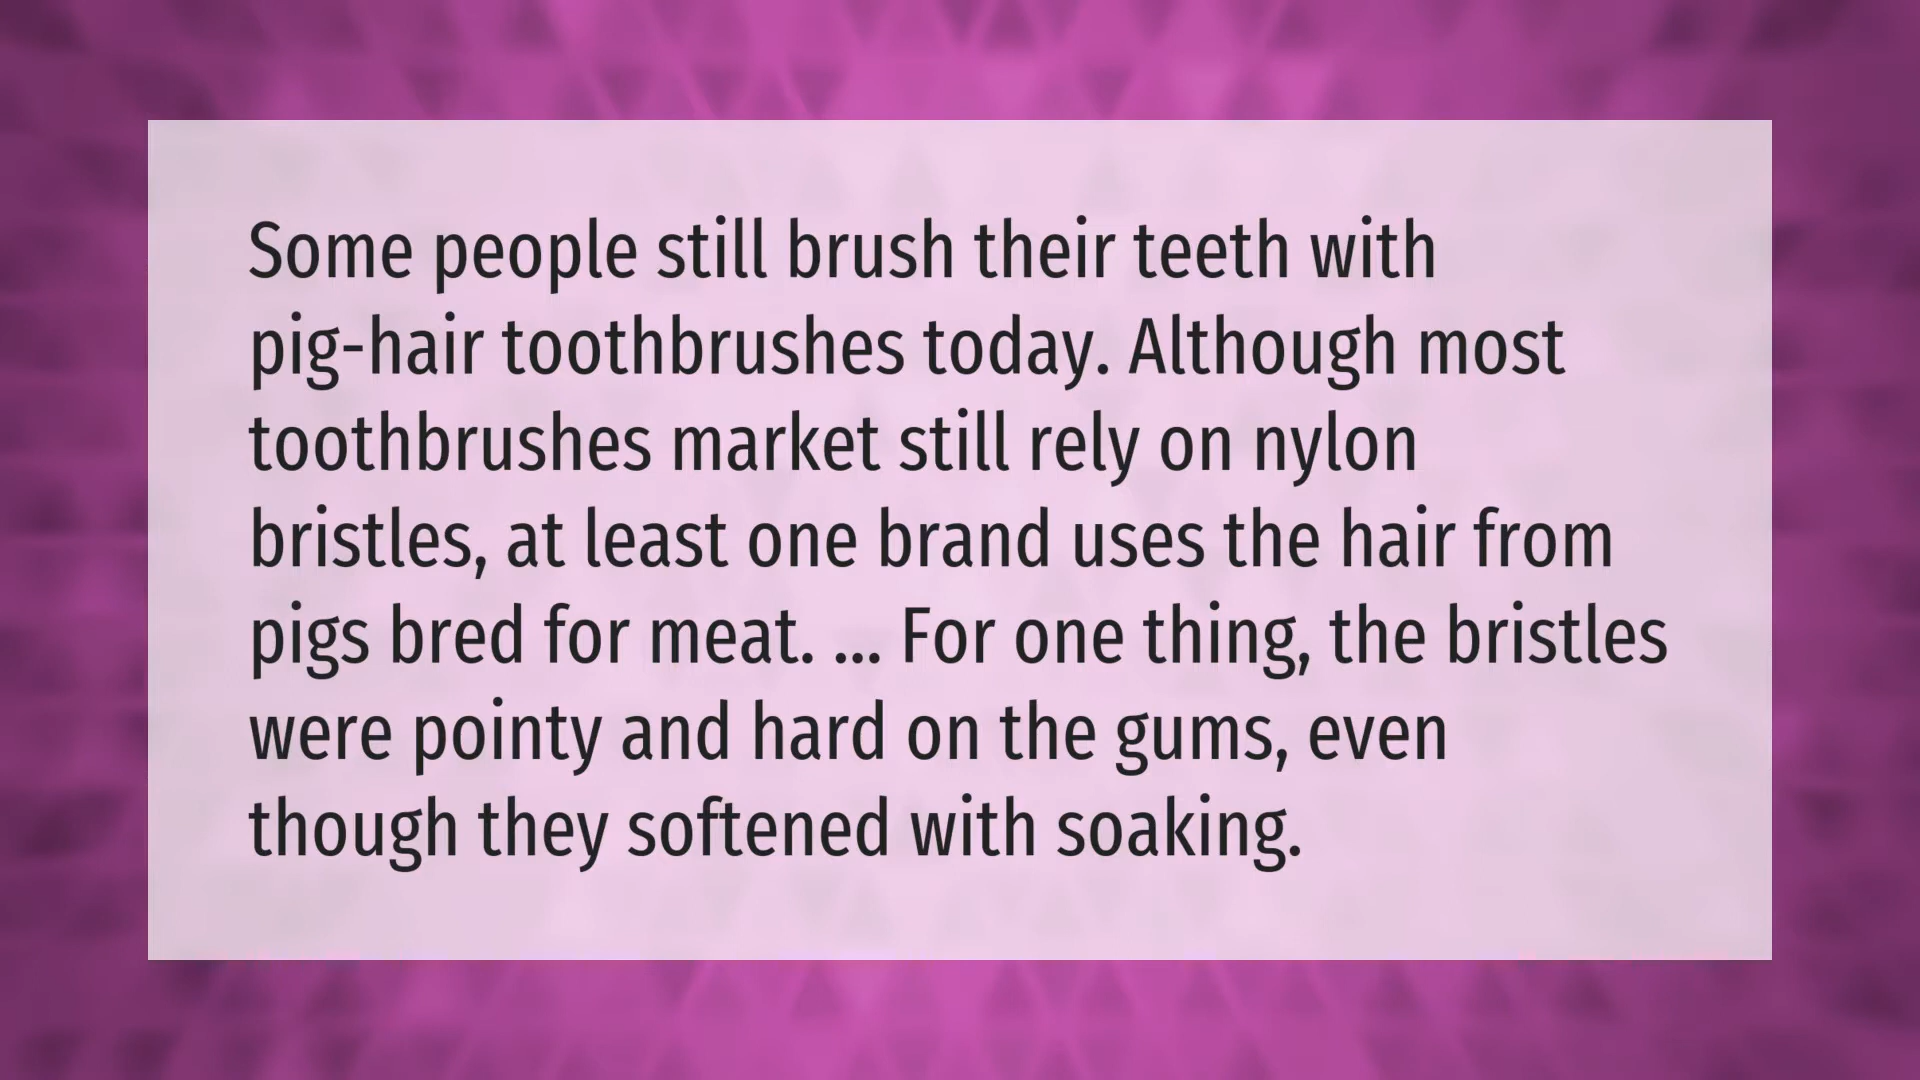 Some people still brush their teeth with
pig-hair toothbrushes today. Although most
toothbrushes market still rely on nylon
bristles, at least one brand uses the hair from
pigs bred for meat. ... For one thing, the bristles
were pointy and hard on the gums, even
though they softened with soaking.